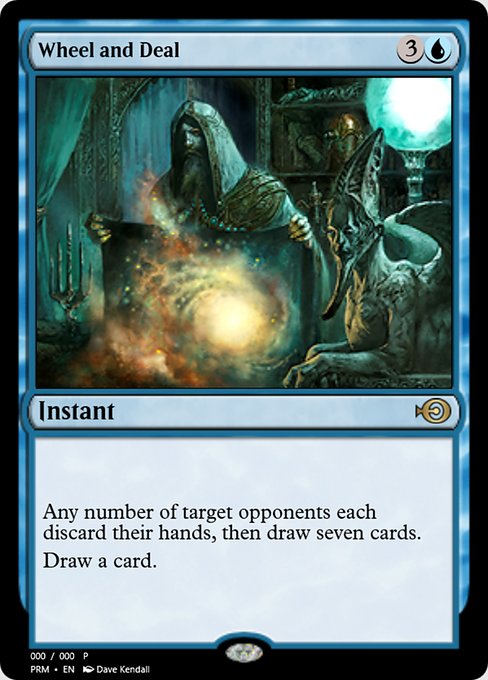 Wheel and Deal 3
Instant
Any number of target opponents each
discard their hands, then draw seven cards.
Draw a card.
000 / 000 P
PRM • EN Dave Kendall